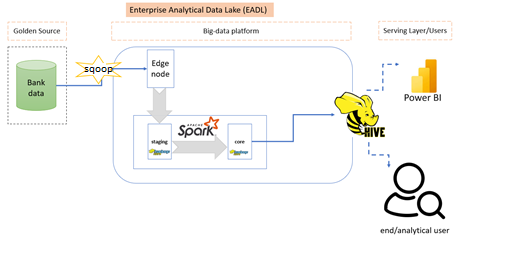 Enterprise Analytical Data Lake (EADL)
Golden Source
Big-data platform
Serving Layer/Users
sqoop
Edge
node
Bank
data
Power BI
APACHE
Spark
HIVE
staging
core
end/analytical user